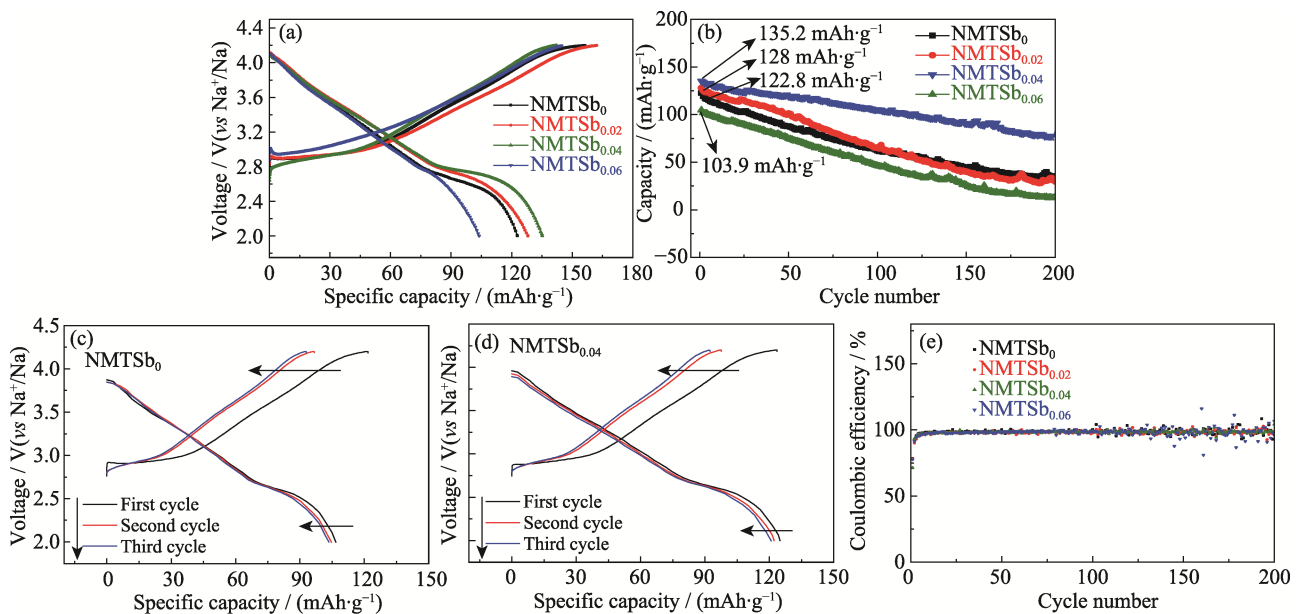 (a)
4.0
3.6
3.2
2.8
2.4
2.0
Voltage / V(vs Na⁺/Na)
NMTSb₀
NMTSb₀.₀₂
NMTSb₀.₀₄
NMTSb₀.₀₆
0 30 60 90 120 150 180
Specific capacity / (mAh·g⁻¹)
(b)
200
150
100
50
0
−50
Capacity / (mAh·g⁻¹)
135.2 mAh·g⁻¹
128 mAh·g⁻¹
122.8 mAh·g⁻¹
103.9 mAh·g⁻¹
NMTSb₀
NMTSb₀.₀₂
NMTSb₀.₀₄
NMTSb₀.₀₆
0 50 100 150 200
Cycle number
(c)
NMTSb₀
4.5
4.0
3.5
3.0
2.5
2.0
Voltage / V(vs Na⁺/Na)
First cycle
Second cycle
Third cycle
0 30 60 90 120 150
Specific capacity / (mAh·g⁻¹)
(d)
NMTSb₀.₀₄
4.5
4.0
3.5
3.0
2.5
2.0
Voltage / V(vs Na⁺/Na)
First cycle
Second cycle
Third cycle
0 30 60 90 120 150
Specific capacity / (mAh·g⁻¹)
(e)
150
100
50
0
Coulombic efficiency / %
NMTSb₀
NMTSb₀.₀₂
NMTSb₀.₀₄
NMTSb₀.₀₆
0 50 100 150 200
Cycle number